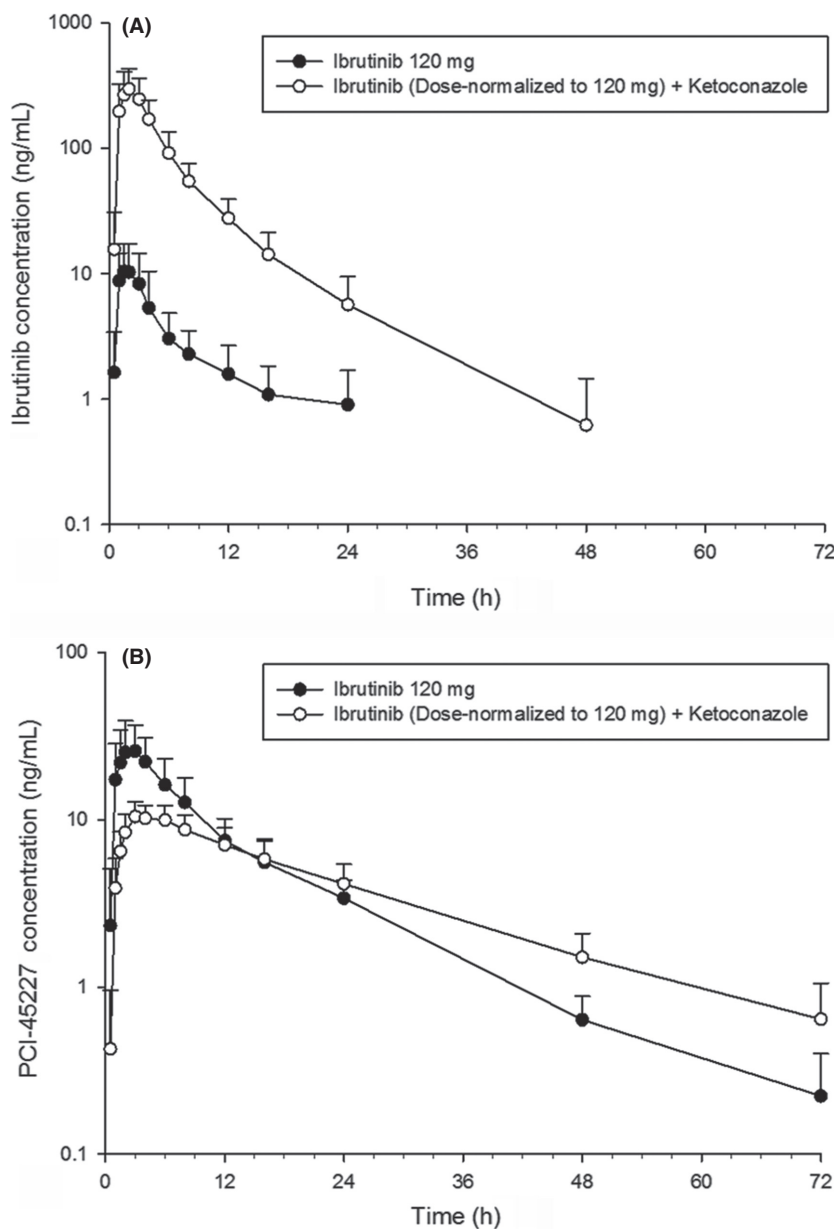 (A)
Ibrutinib 120 mg
Ibrutinib (Dose-normalized to 120 mg) + Ketoconazole
Ibrutinib concentration (ng/mL)
1000
100
10
1
0.1
0 12 24 36 48 60 72
Time (h)
(B)
Ibrutinib 120 mg
Ibrutinib (Dose-normalized to 120 mg) + Ketoconazole
PCI-45227 concentration (ng/mL)
100
10
1
0.1
0 12 24 36 48 60 72
Time (h)